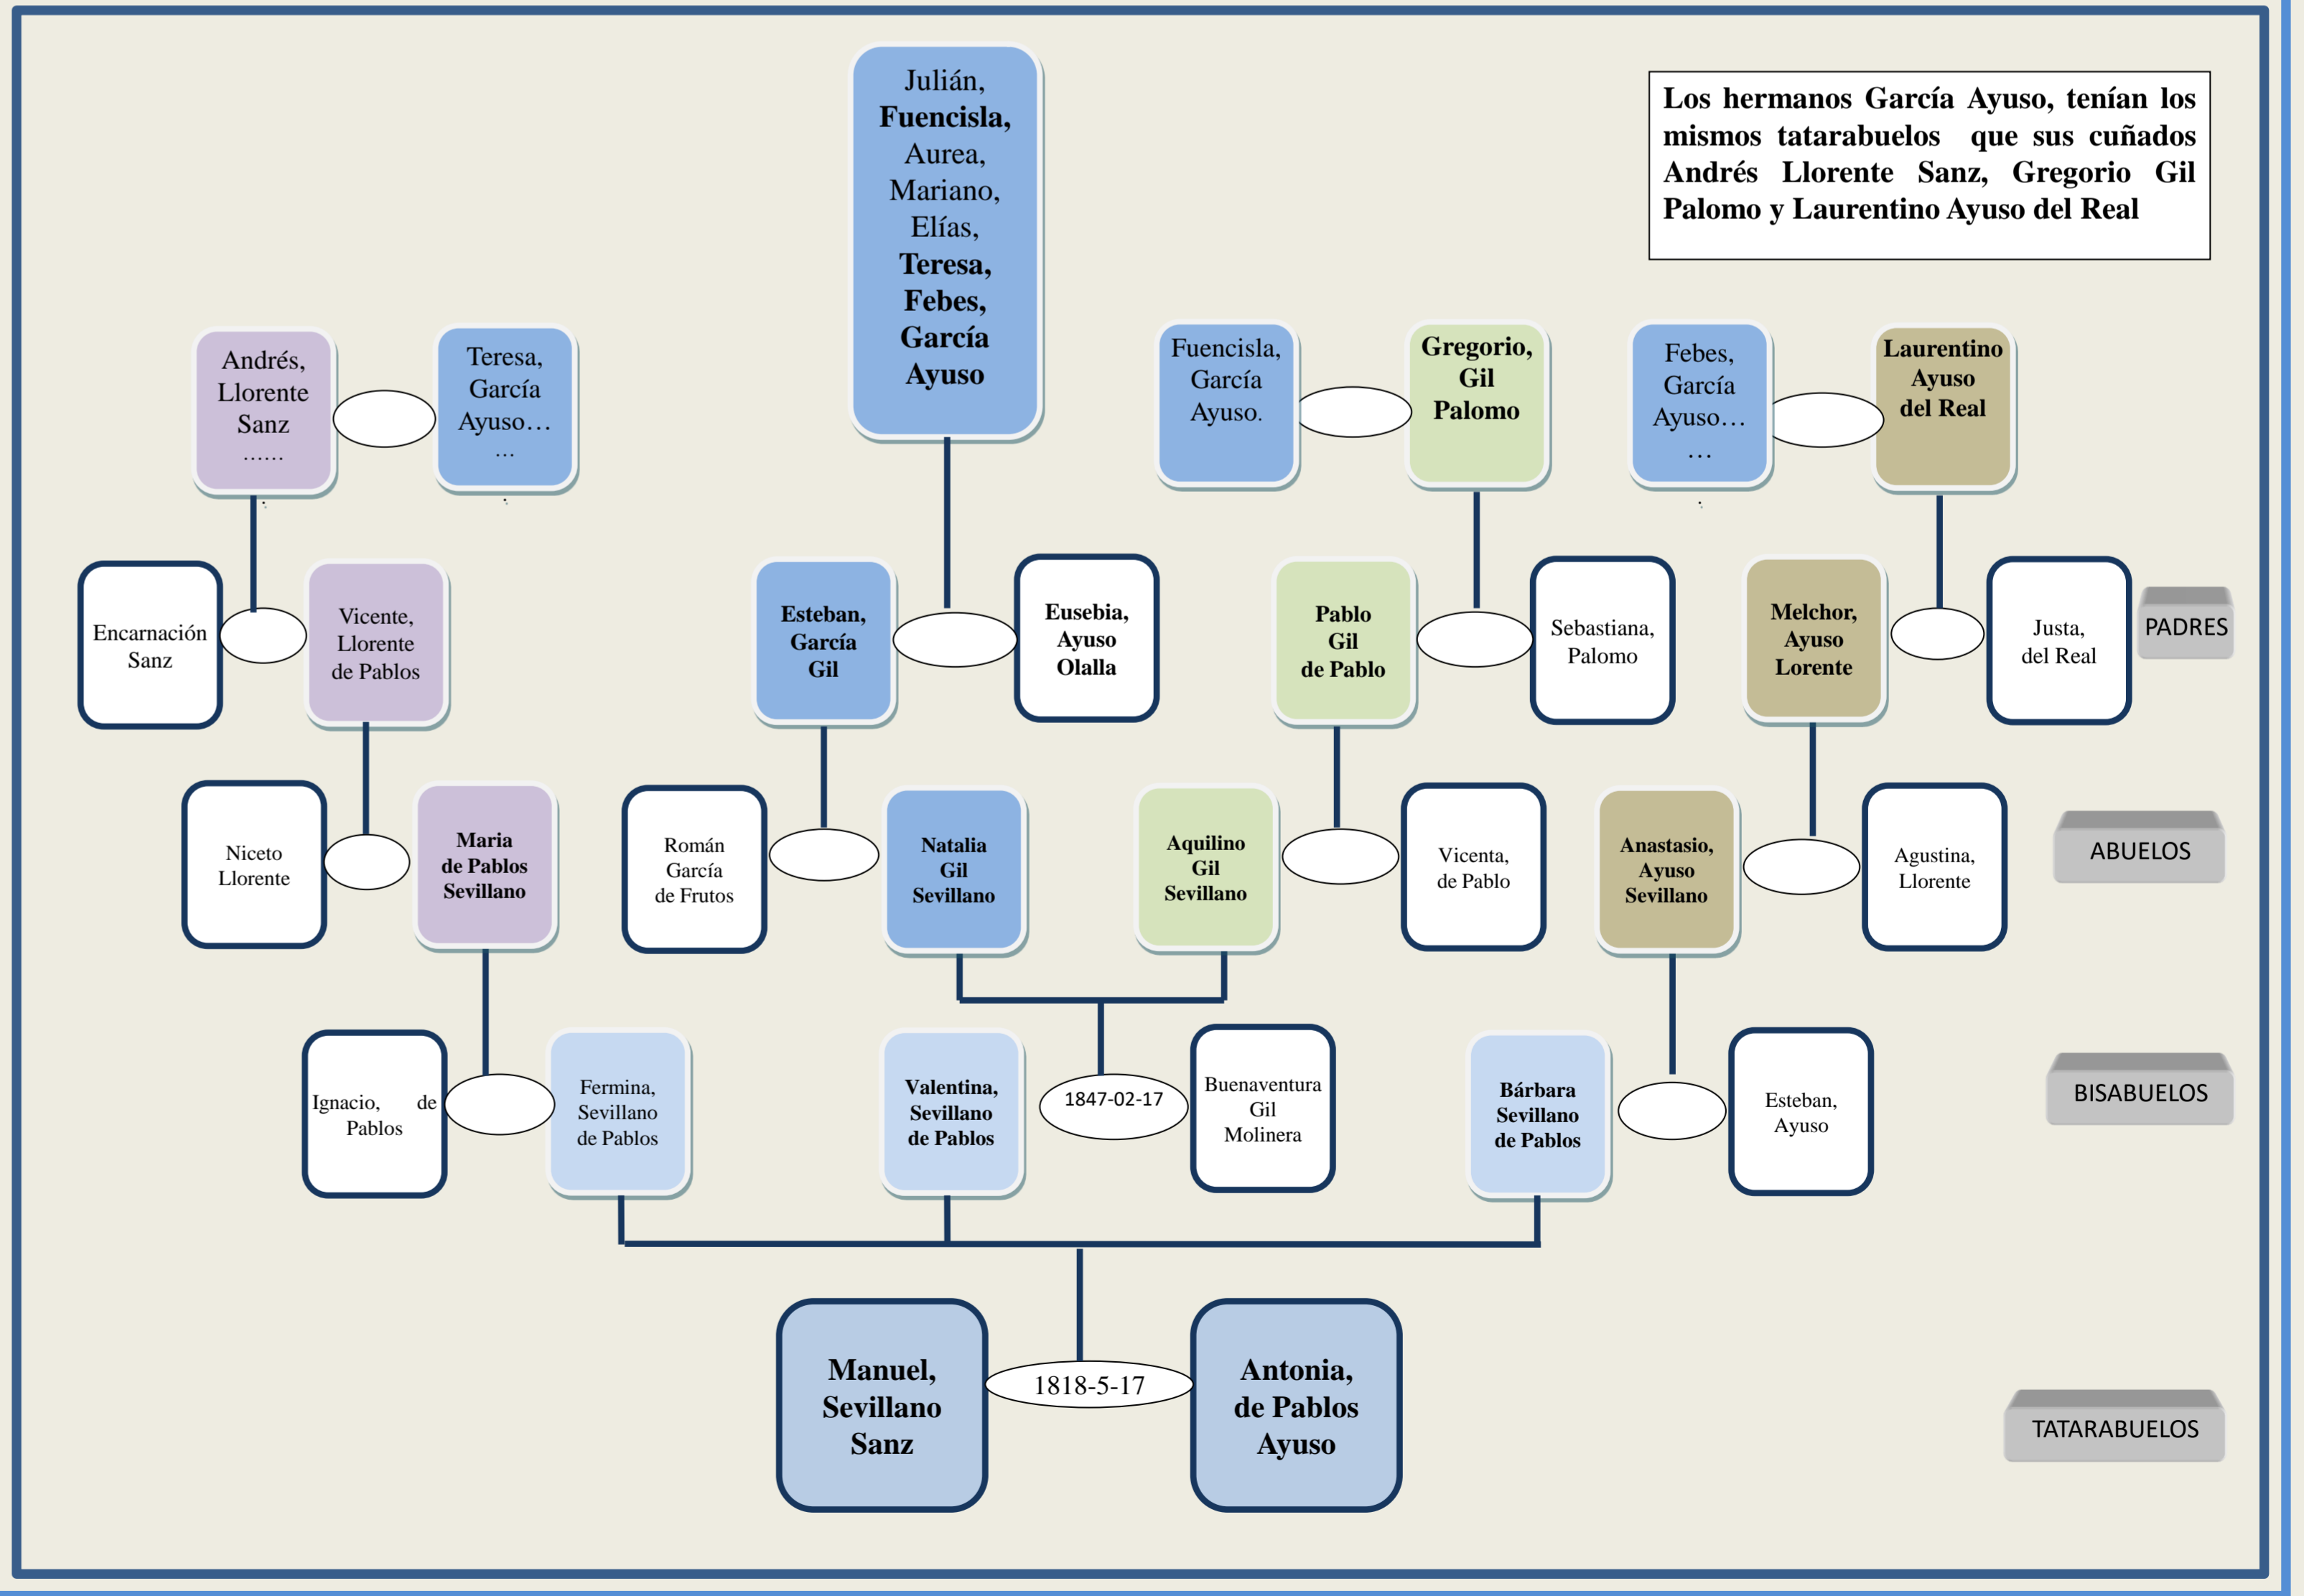 Julián,
Fuencisla,
Aurea,
Mariano,
Elías,
Teresa,
Febes,
García
Ayuso
Los hermanos García Ayuso, tenían los
mismos tatarabuelos que sus cuñados
Andrés Llorente Sanz, Gregorio Gil
Palomo y Laurentino Ayuso del Real
Andrés,
Llorente
Sanz
……
Teresa,
García
Ayuso…
…
Fuencisla,
García
Ayuso.
Gregorio,
Gil
Palomo
Febes,
García
Ayuso…
…
Laurentino
Ayuso
del Real
Encarnación
Sanz
Vicente,
Llorente
de Pablos
Esteban,
García
Gil
Eusebia,
Ayuso
Olalla
Pablo
Gil
de Pablo
Sebastiana,
Palomo
Melchor,
Ayuso
Lorente
Justa,
del Real
PADRES
Niceto
Llorente
Maria
de Pablos
Sevillano
Román
García
de Frutos
Natalia
Gil
Sevillano
Aquilino
Gil
Sevillano
Vicenta,
de Pablo
Anastasio,
Ayuso
Sevillano
Agustina,
Llorente
ABUELOS
Ignacio, de
Pablos
Fermina,
Sevillano
de Pablos
Valentina,
Sevillano
de Pablos
1847-02-17
Buenaventura
Gil
Molinera
Bárbara
Sevillano
de Pablos
Esteban,
Ayuso
BISABUELOS
Manuel,
Sevillano
Sanz
1818-5-17
Antonia,
de Pablos
Ayuso
TATARABUELOS